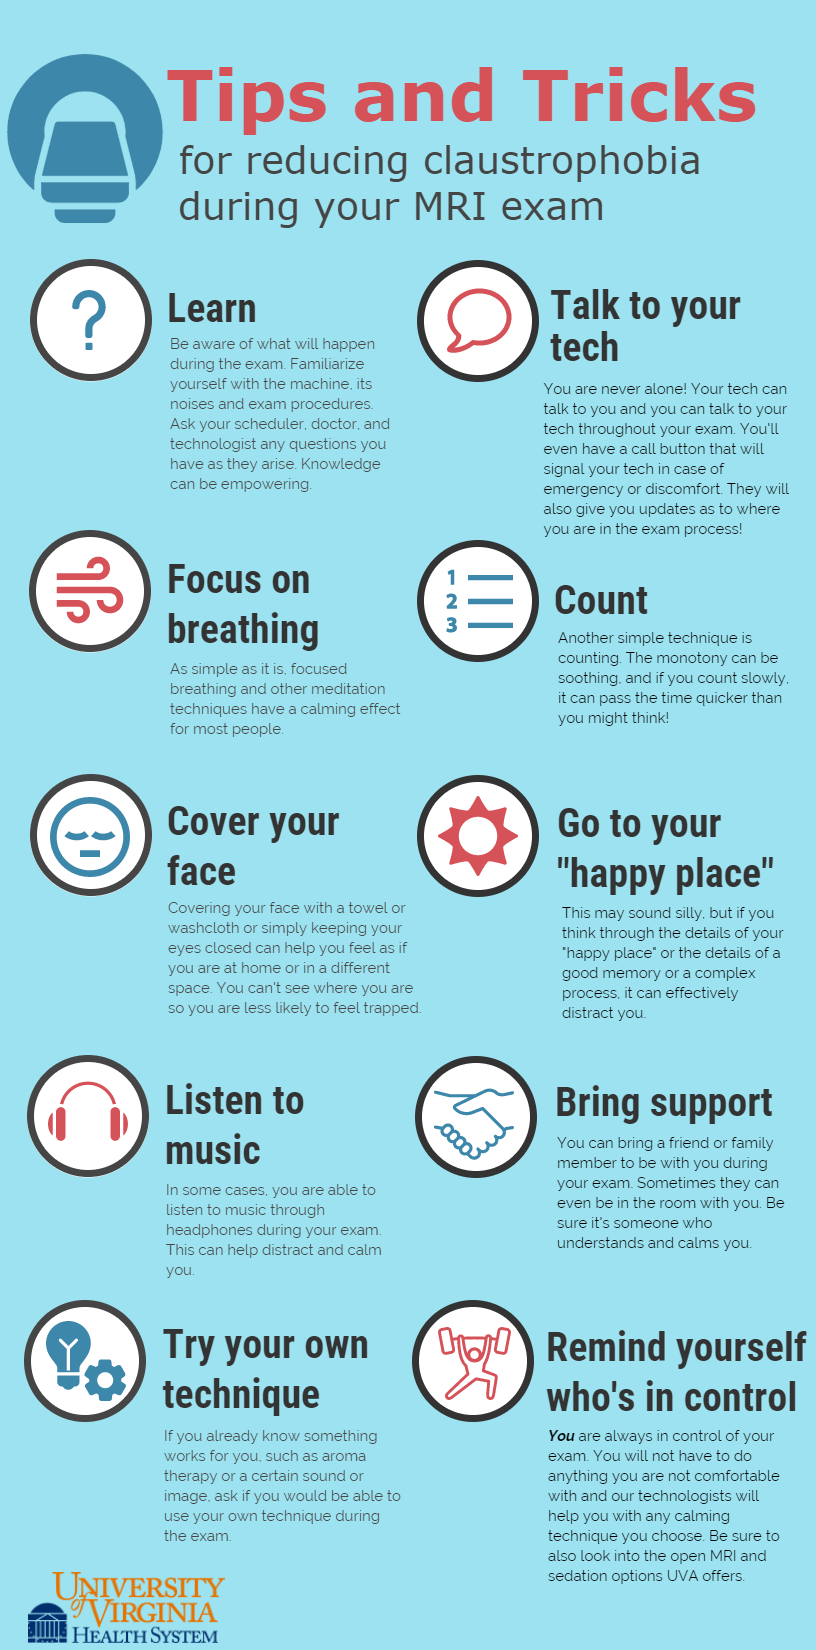 Tips and Tricks
for reducing claustrophobia
during your MRI exam
Learn
Be aware of what will happen
during the exam. Familiarize
yourself with the machine, its
noises and exam procedures.
Ask your scheduler, doctor, and
technologist any questions you
have as they arise. Knowledge
can be empowering.
Talk to your
tech
You are never alone! Your tech can
talk to you and you can talk to your
tech throughout your exam. You'll
even have a call button that will
signal your tech in case of
emergency or discomfort. They will
also give you updates as to where
you are in the exam process!
Focus on
breathing
As simple as it is, focused
breathing and other meditation
techniques have a calming effect
for most people.
1
2
3
Count
Another simple technique is
counting. The monotony can be
soothing, and if you count slowly,
it can pass the time quicker than
you might think!
Cover your
face
Covering your face with a towel or
washcloth or simply keeping your
eyes closed can help you feel as if
you are at home or in a different
space. You can't see where you are
so you are less likely to feel trapped.
Go to your
"happy place"
This may sound silly, but if you
think through the details of your
"happy place" or the details of a
good memory or a complex
process, it can effectively
distract you.
Listen to
music
In some cases, you are able to
listen to music through
headphones during your exam.
This can help distract and calm
you.
Bring support
You can bring a friend or family
member to be with you during
your exam. Sometimes they can
even be in the room with you. Be
sure it's someone who
understands and calms you.
Try your own
technique
If you already know something
works for you, such as aroma
therapy or a certain sound or
image, ask if you would be able to
use your own technique during
the exam.
Remind yourself
who's in control
You are always in control of your
exam. You will not have to do
anything you are not comfortable
with and our technologists will
help you with any calming
technique you choose. Be sure to
also look into the open MRI and
sedation options UVA offers.
UNIVERSITY
of VIRGINIA
HEALTH SYSTEM